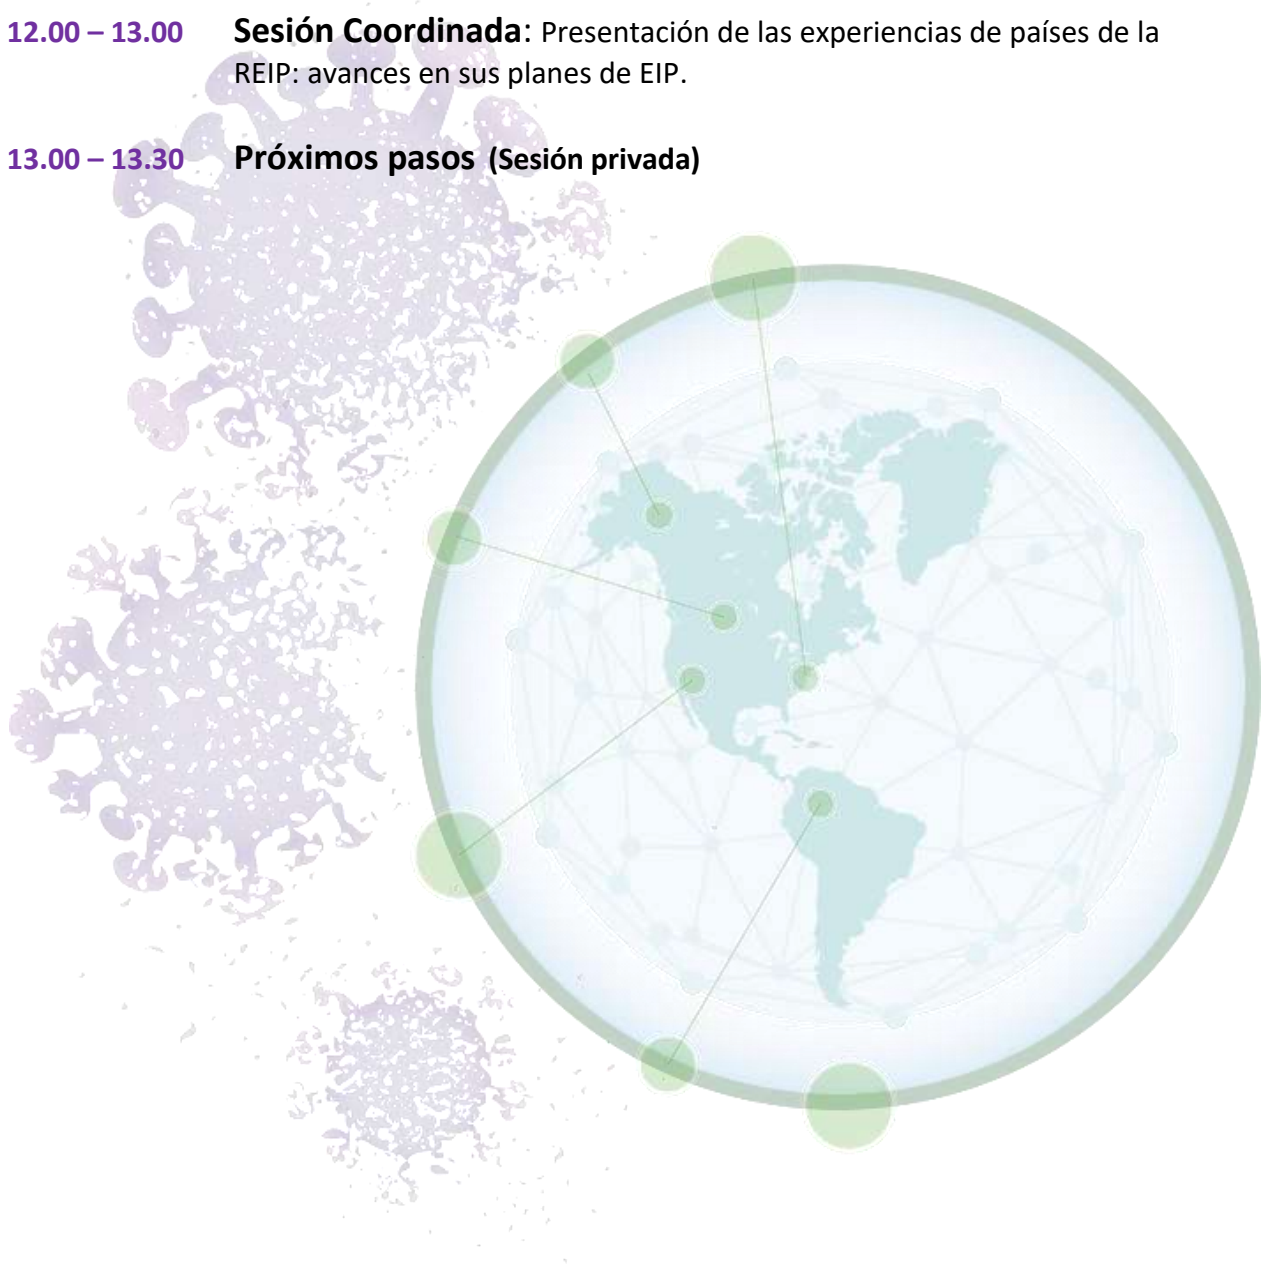 12.00 – 13.00 Sesión Coordinada: Presentación de las experiencias de países de la
REIP: avances en sus planes de EIP.
13.00 – 13.30 Próximos pasos (Sesión privada)